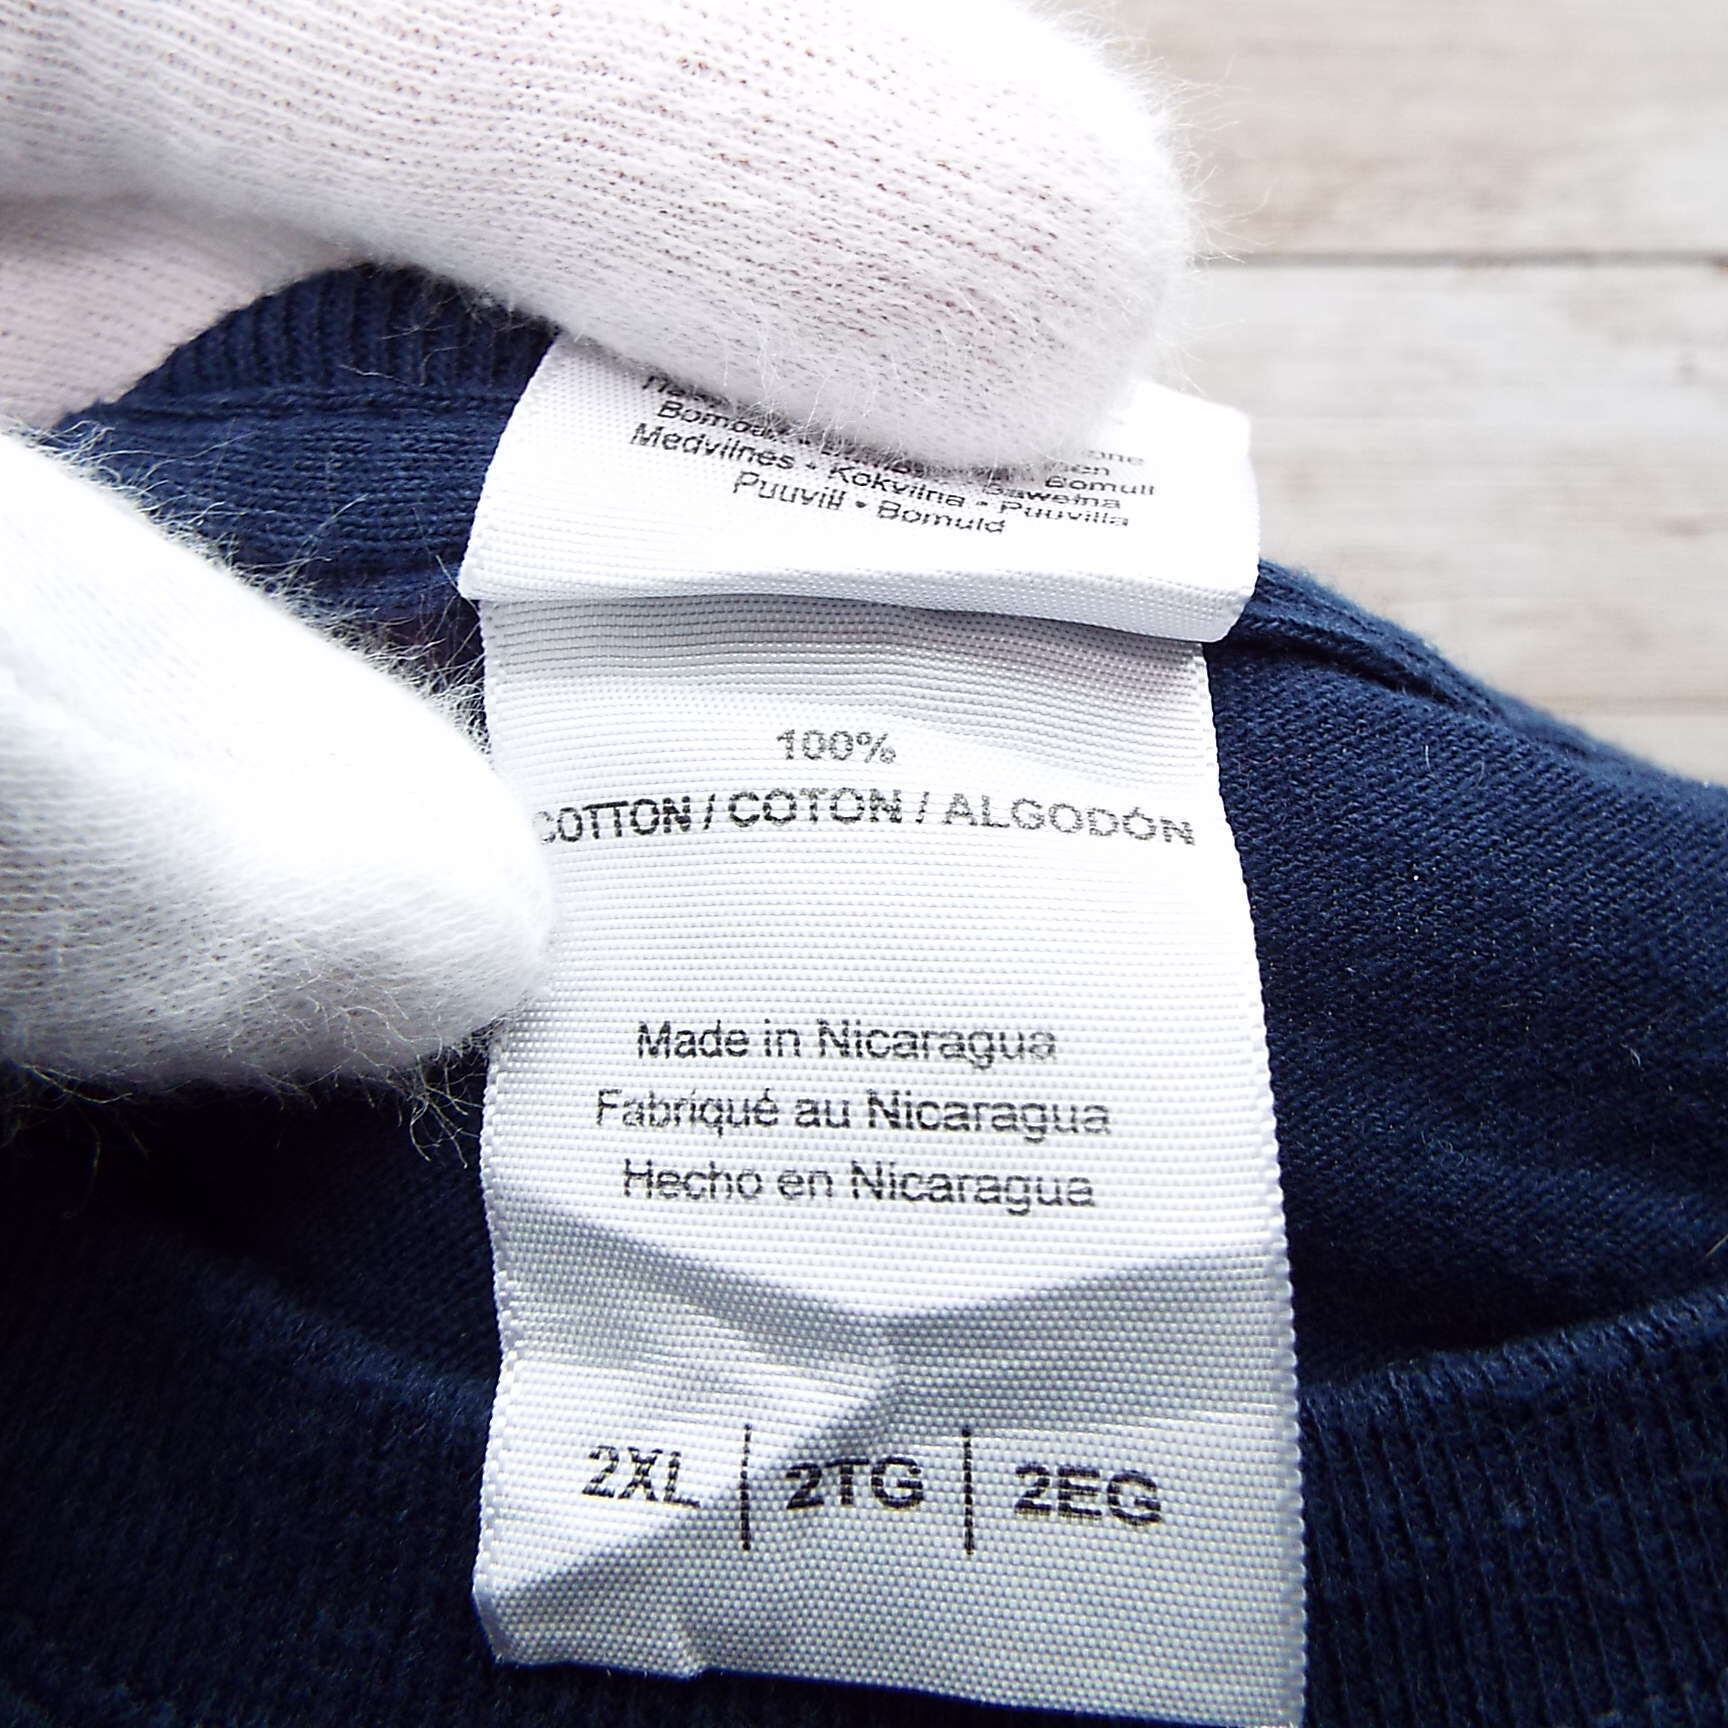 Bomull
Medvilnes • Kokvilna • Puuvilla
Puuvill • Bomuld
100%
COTTON / COTON / ALGODÓN
Made in Nicaragua
Fabriqué au Nicaragua
Hecho en Nicaragua
2XL | 2TG | 2EG